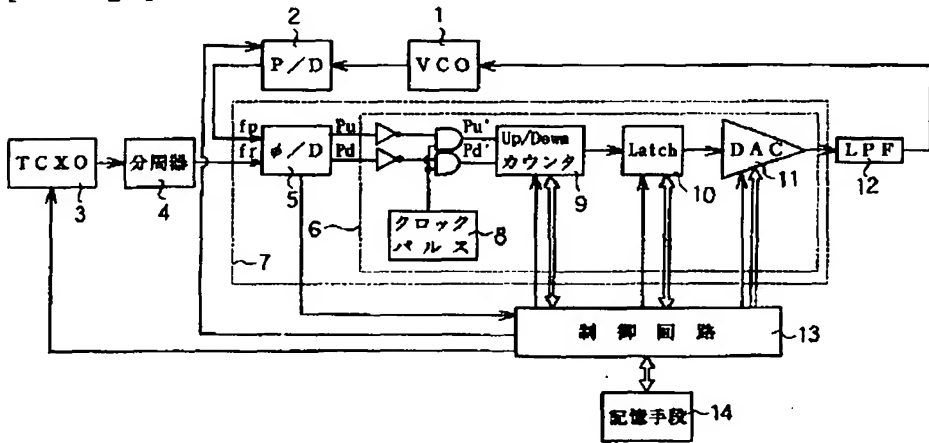 2
1
P/D
VCO
fp
fr
TCXO
分周器
φ/D
Pu
Pd
Pu'
Pd'
Up/Down
カウンタ
Latch
DAC
LPF
3
4
5
6
7
クロック
パルス
8
9
10
11
12
制御回路
13
記憶手段
14